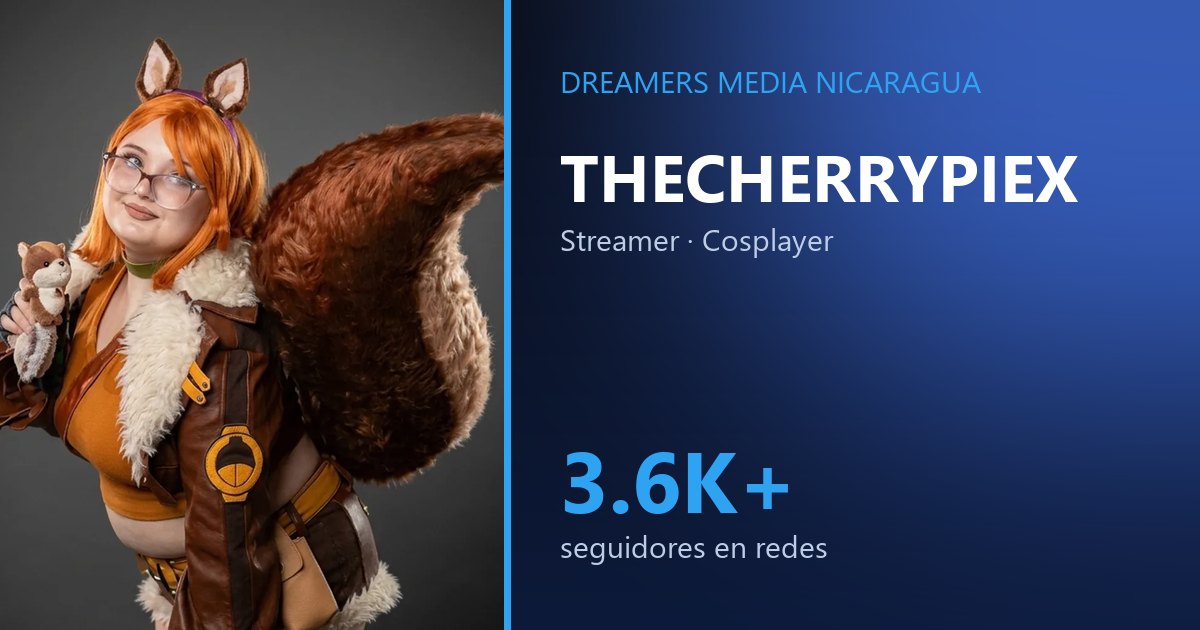 DREAMERS MEDIA NICARAGUA
THECHERRYPIEX
Streamer · Cosplayer
3.6K+
seguidores en redes